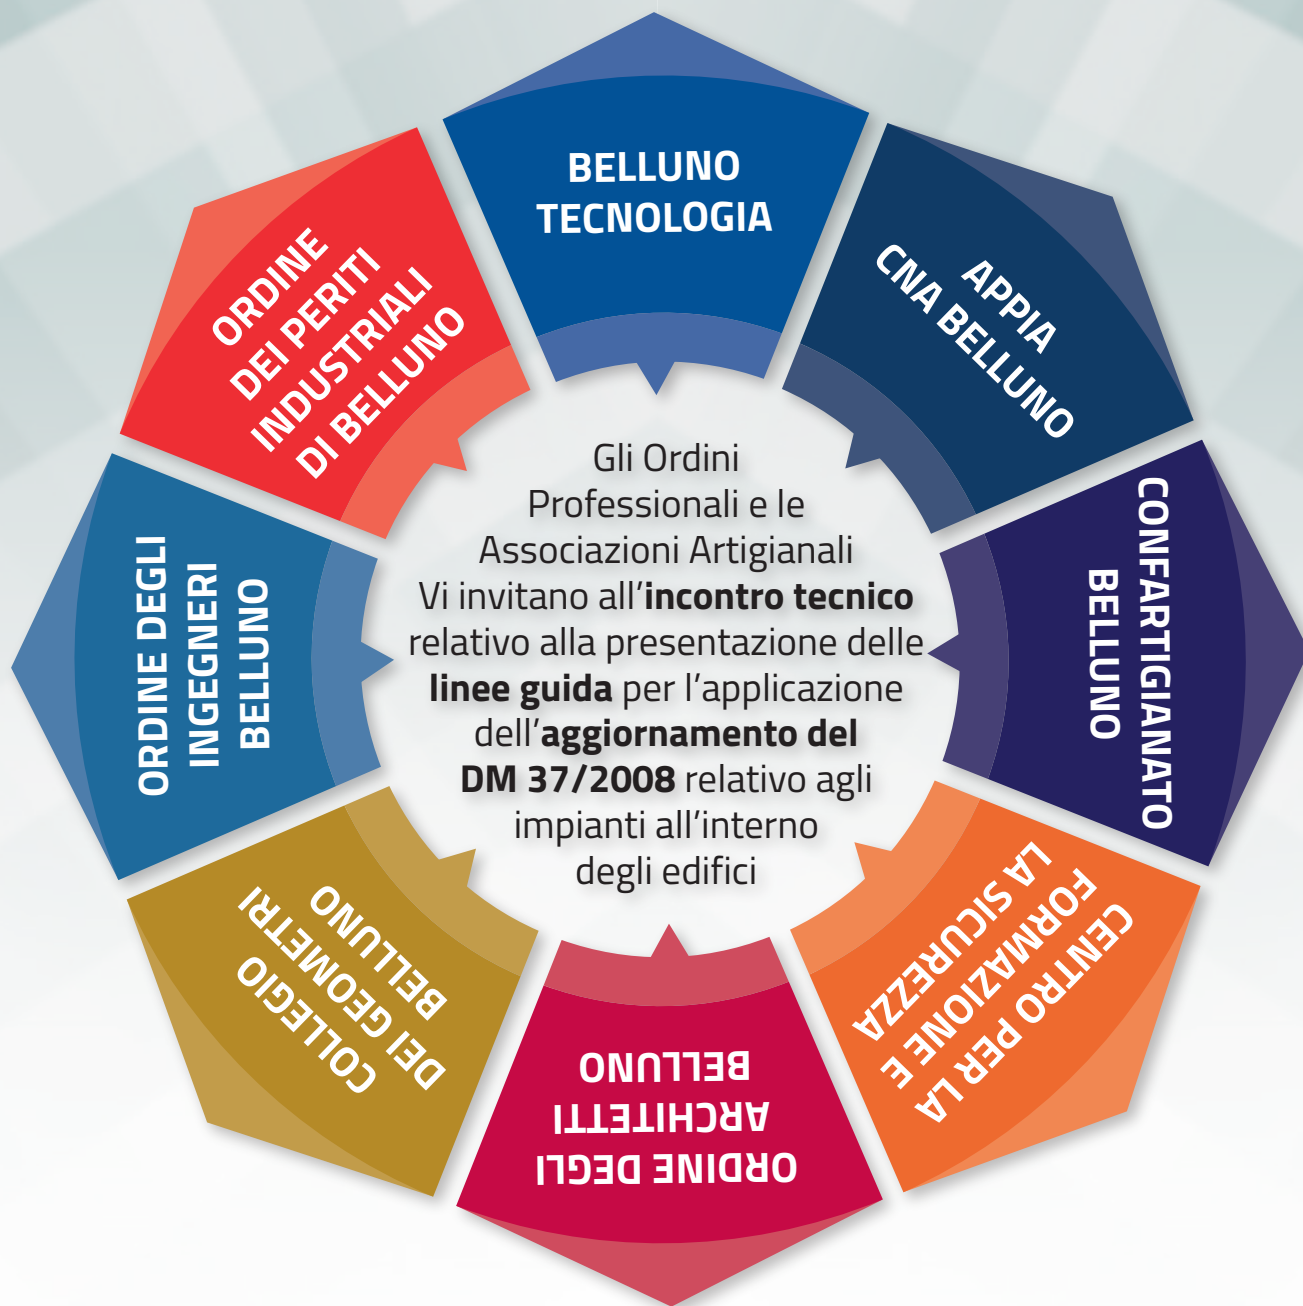 BELLUNO
TECNOLOGIA
APPIA
CNA BELLUNO
CONFARTIGIANATO
BELLUNO
CENTRO PER LA
FORMAZIONE E
LA SICUREZZA
ORDINE DEGLI
ARCHITETTI
BELLUNO
COLLEGIO
DEI GEOMETRI
BELLUNO
ORDINE DEGLI
INGEGNERI
BELLUNO
ORDINE
DEI PERITI
INDUSTRIALI
DI BELLUNO
Gli Ordini
Professionali e le
Associazioni Artigianali
Vi invitano all’incontro tecnico
relativo alla presentazione delle
linee guida per l’applicazione
dell’aggiornamento del
DM 37/2008 relativo agli
impianti all’interno
degli edifici